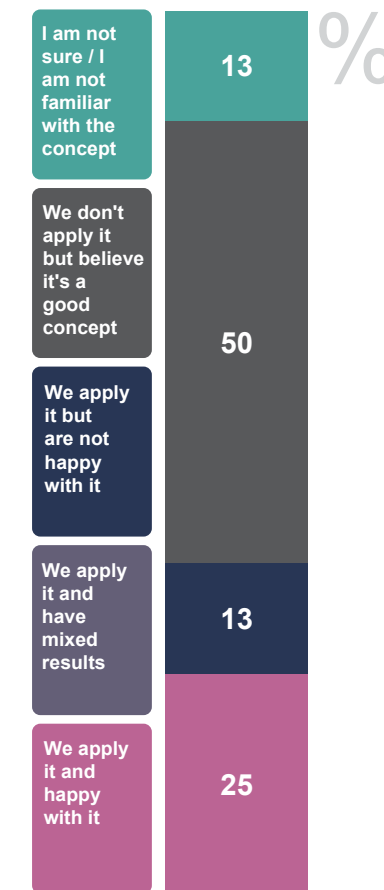 I am not
sure / I
am not
familiar
with the
concept
13
%
We don't
apply it
but believe
it's a
good
concept
50
We apply
it but
are not
happy
with it
13
We apply
it and
have
mixed
results
We apply
it and
happy
with it
25